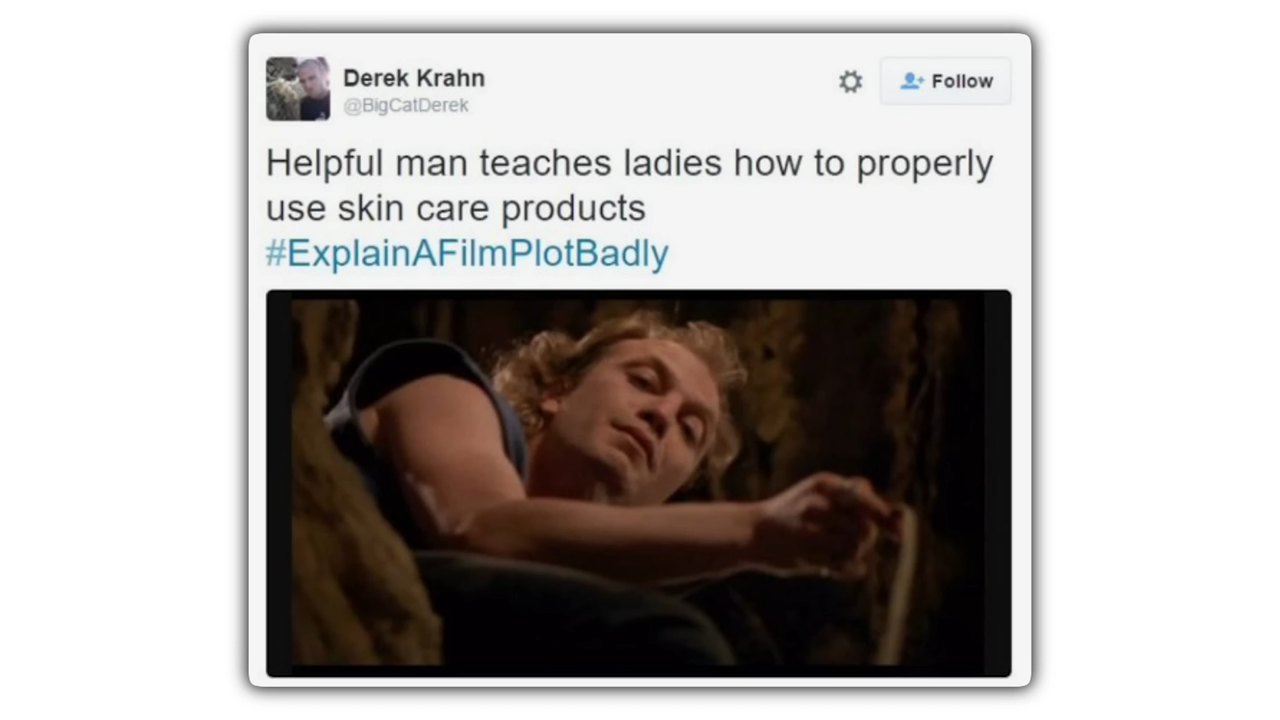 Derek Krahn
@BigCatDerek
Follow
Helpful man teaches ladies how to properly
use skin care products
#ExplainAFilmPlotBadly